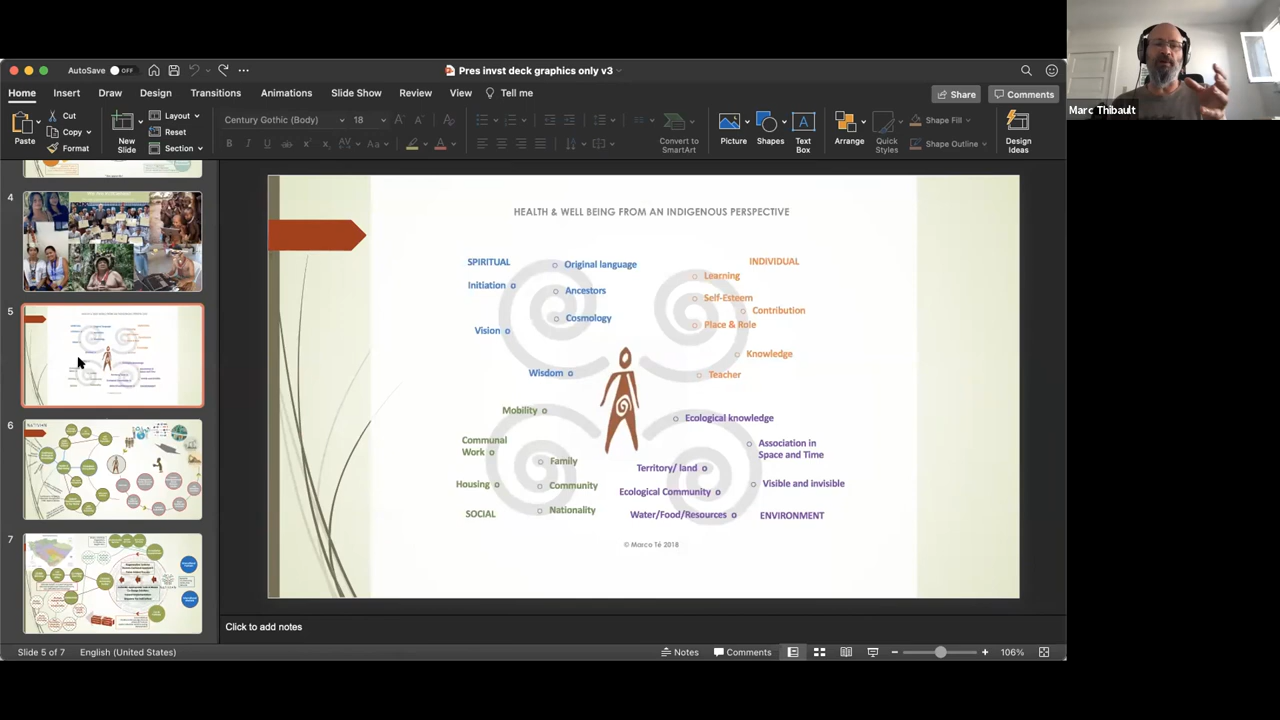 AutoSave OFF
Pres invst deck graphics only v3
Home Insert Draw Design Transitions Animations Slide Show Review View Tell me
Share Comments
Paste
Cut
Copy
Format
New Slide
Layout
Reset
Section
Century Gothic (Body) 18
Convert to SmartArt
Picture
Shapes
Text Box
Arrange
Quick Styles
Shape Fill
Shape Outline
Design Ideas
Marc Thibault
4
5
6
7
HEALTH & WELL BEING FROM AN INDIGENOUS PERSPECTIVE
SPIRITUAL
Original language
Initiation
Ancestors
Cosmology
Vision
Wisdom
INDIVIDUAL
Learning
Self-Esteem
Contribution
Place & Role
Knowledge
Teacher
Mobility
Communal
Work
Family
Housing
Community
SOCIAL
Nationality
Ecological knowledge
Association in
Space and Time
Territory/ land
Visible and invisible
Ecological Community
Water/Food/Resources
ENVIRONMENT
© Marco Té 2018
Click to add notes
Slide 5 of 7 English (United States) Notes Comments 106%